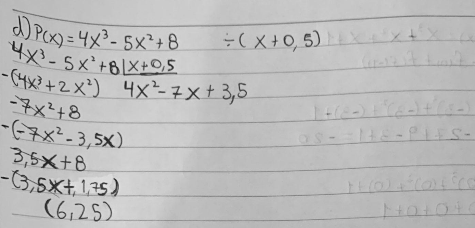 d) P(x) = 4x³ - 5x² + 8 ÷ (x + 0,5)
4x³ - 5x² + 8 | x + 0,5
-(4x³ + 2x²) 4x² - 7x + 3,5
-7x² + 8
-(-7x² - 3,5x)
3,5x + 8
-(3,5x + 1,75)
(6,25)